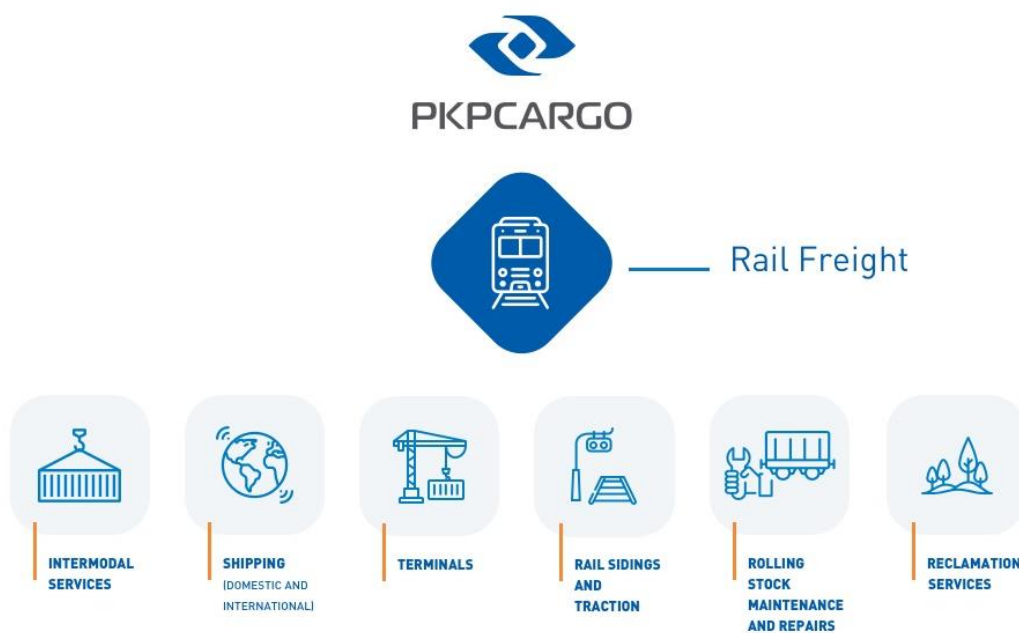 PKPCARGO
Rail Freight
INTERMODAL
SERVICES
SHIPPING
(DOMESTIC AND
INTERNATIONAL)
TERMINALS
RAIL SIDINGS
AND
TRACTION
ROLLING
STOCK
MAINTENANCE
AND REPAIRS
RECLAMATION
SERVICES